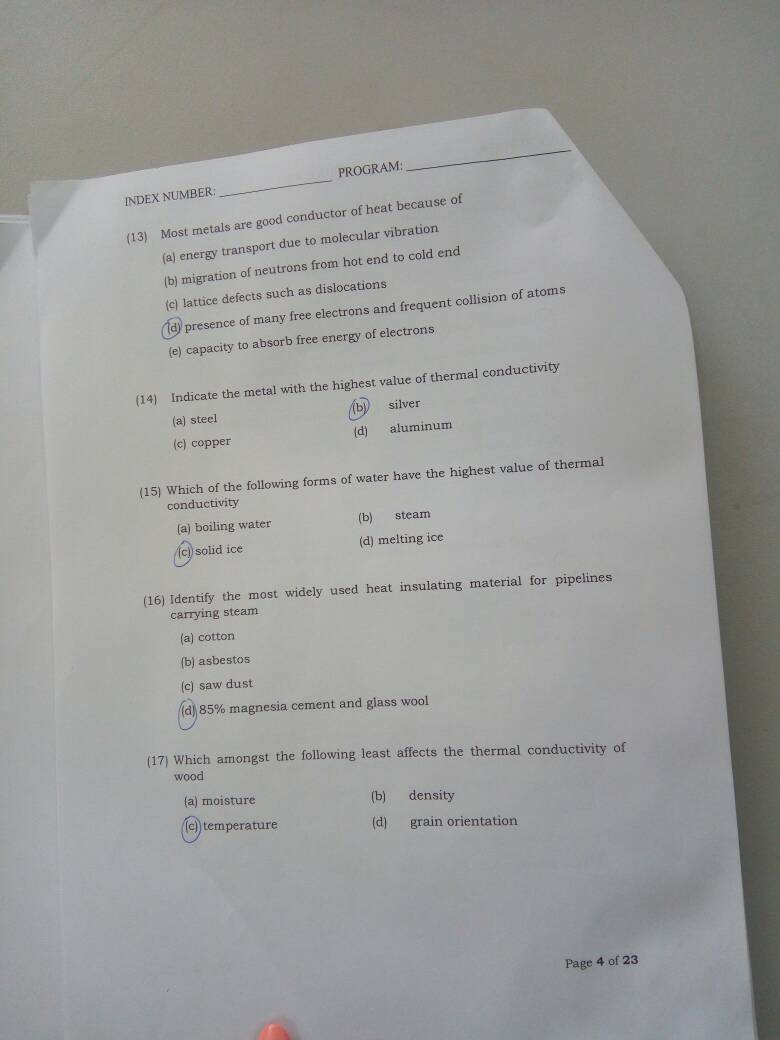 INDEX NUMBER: ____________ PROGRAM: ____________
(13) Most metals are good conductor of heat because of
(a) energy transport due to molecular vibration
(b) migration of neutrons from hot end to cold end
(c) lattice defects such as dislocations
(d) presence of many free electrons and frequent collision of atoms
(e) capacity to absorb free energy of electrons
(14) Indicate the metal with the highest value of thermal conductivity
(a) steel (b) silver
(c) copper (d) aluminum
(15) Which of the following forms of water have the highest value of thermal
conductivity
(a) boiling water (b) steam
(c) solid ice (d) melting ice
(16) Identify the most widely used heat insulating material for pipelines
carrying steam
(a) cotton
(b) asbestos
(c) saw dust
(d) 85% magnesia cement and glass wool
(17) Which amongst the following least affects the thermal conductivity of
wood
(a) moisture (b) density
(c) temperature (d) grain orientation
Page 4 of 23